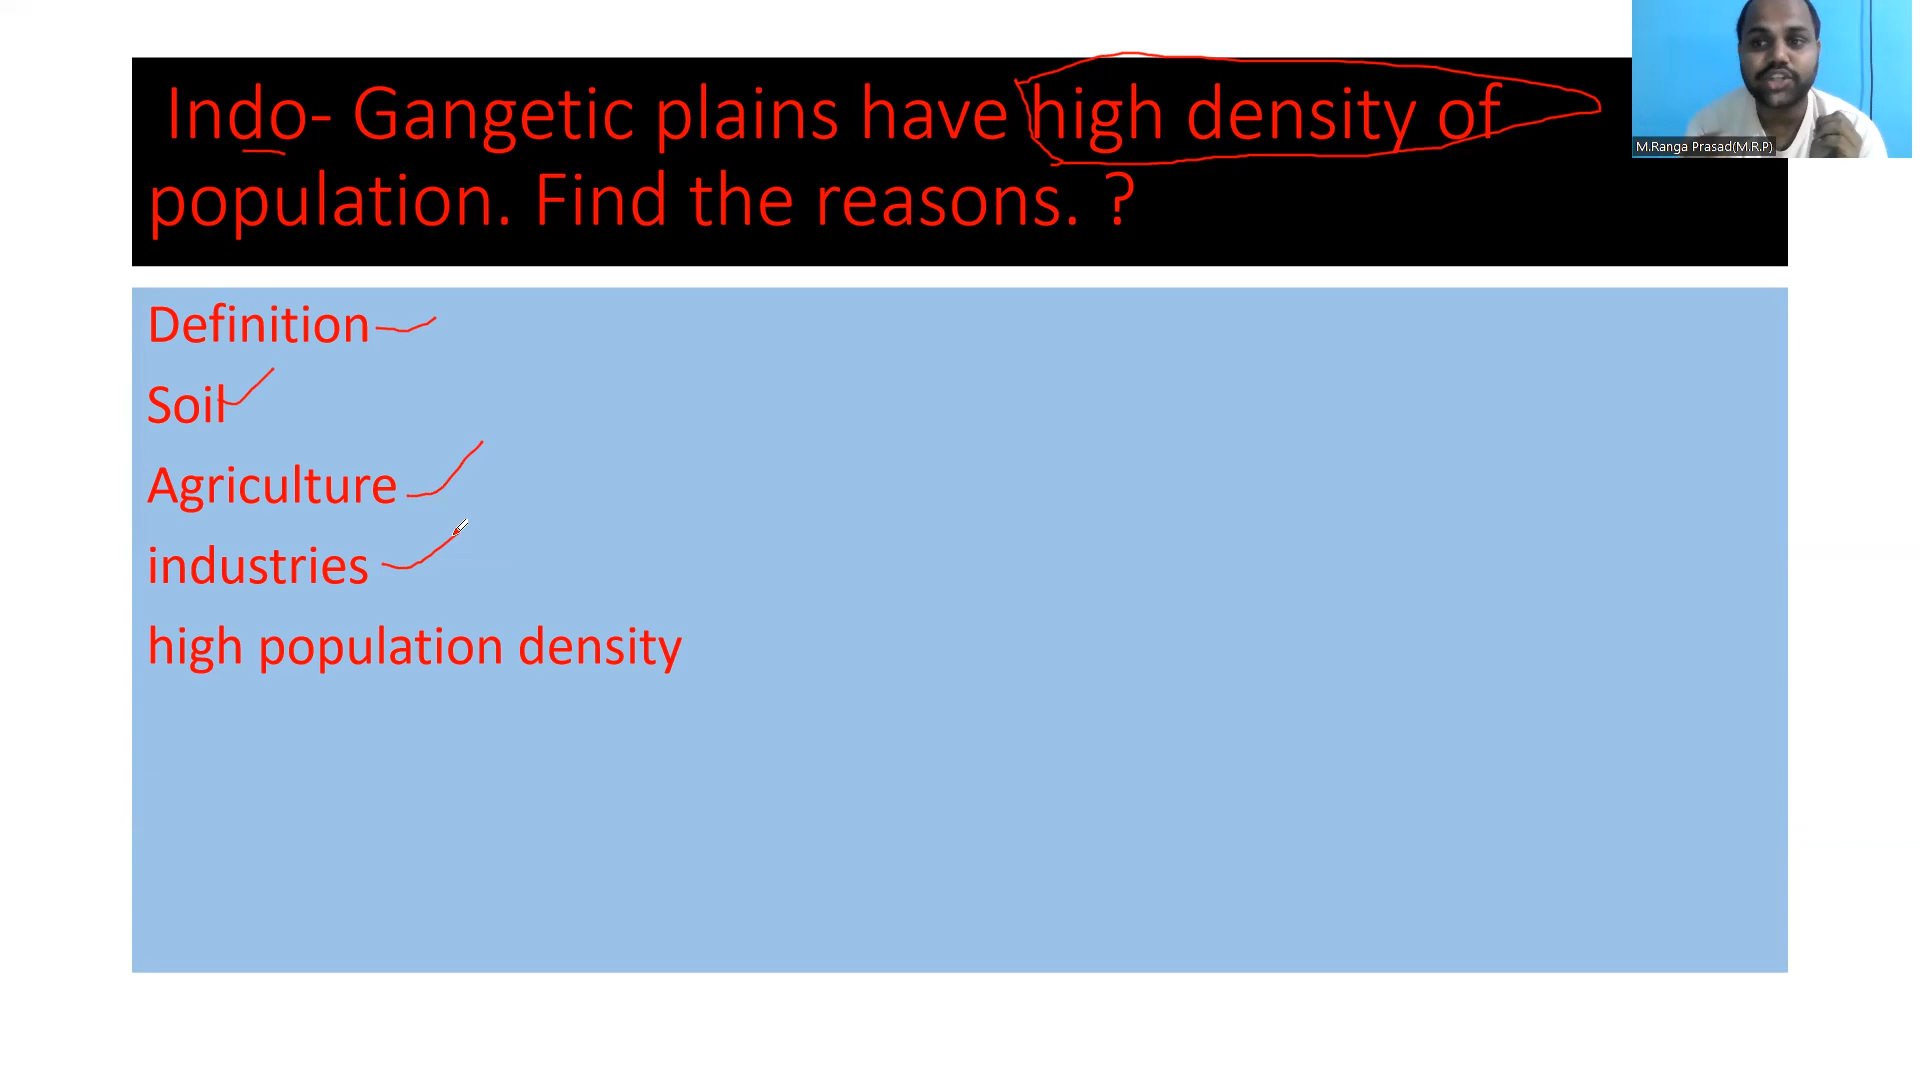 Indo- Gangetic plains have high density of
population. Find the reasons. ?
M.Ranga Prasad(M.R.P)
Definition
Soil
Agriculture
industries
high population density